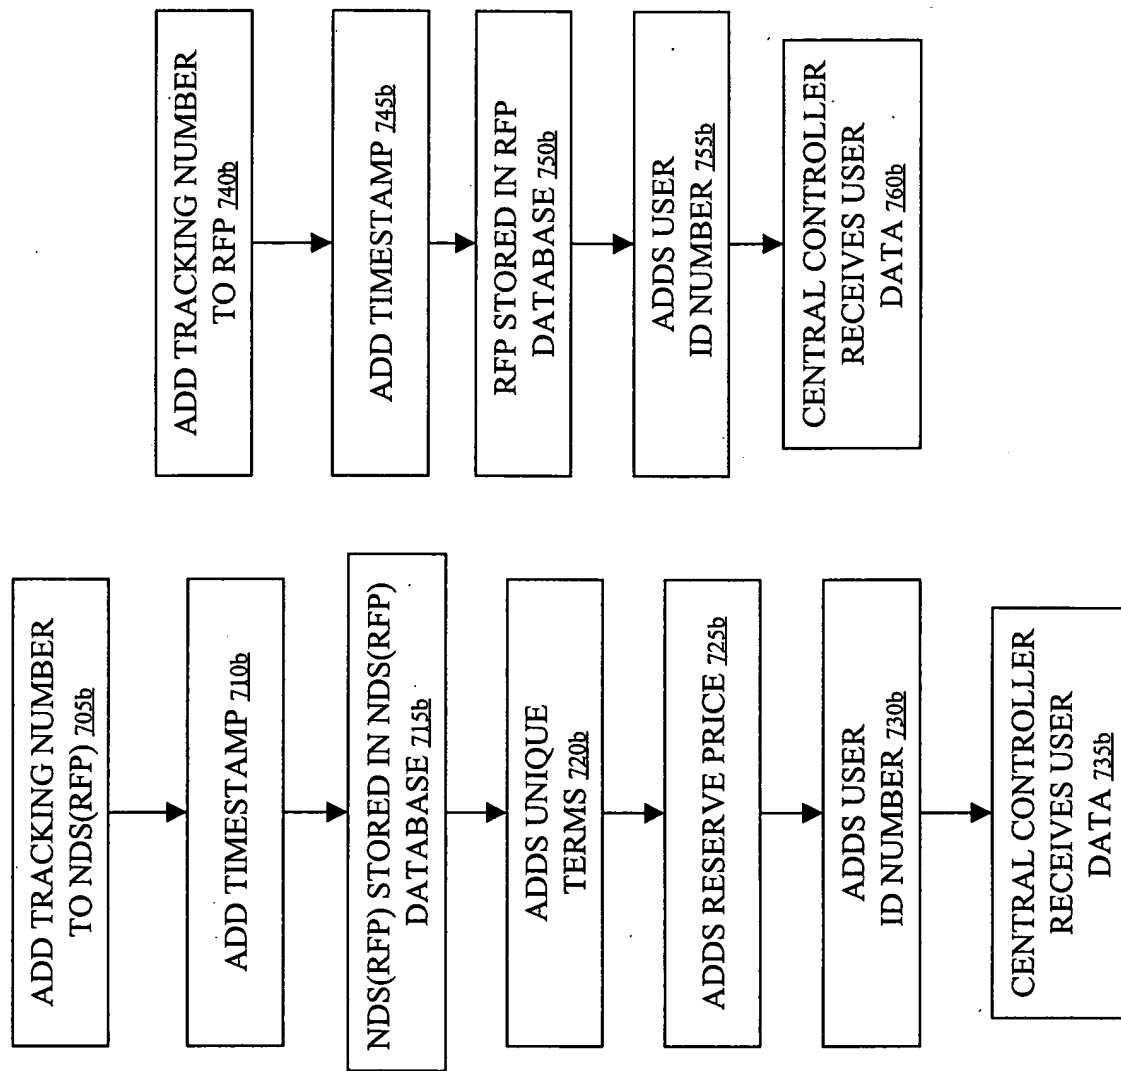 ADD TRACKING NUMBER
TO NDS(RFP) 705b
ADD TIMESTAMP 710b
NDS(RFP) STORED IN NDS(RFP)
DATABASE 715b
ADDS UNIQUE
TERMS 720b
ADDS RESERVE PRICE 725b
ADDS USER
ID NUMBER 730b
CENTRAL CONTROLLER
RECEIVES USER
DATA 735b
ADD TRACKING NUMBER
TO RFP 740b
ADD TIMESTAMP 745b
RFP STORED IN RFP
DATABASE 750b
ADDS USER
ID NUMBER 755b
CENTRAL CONTROLLER
RECEIVES USER
DATA 760b